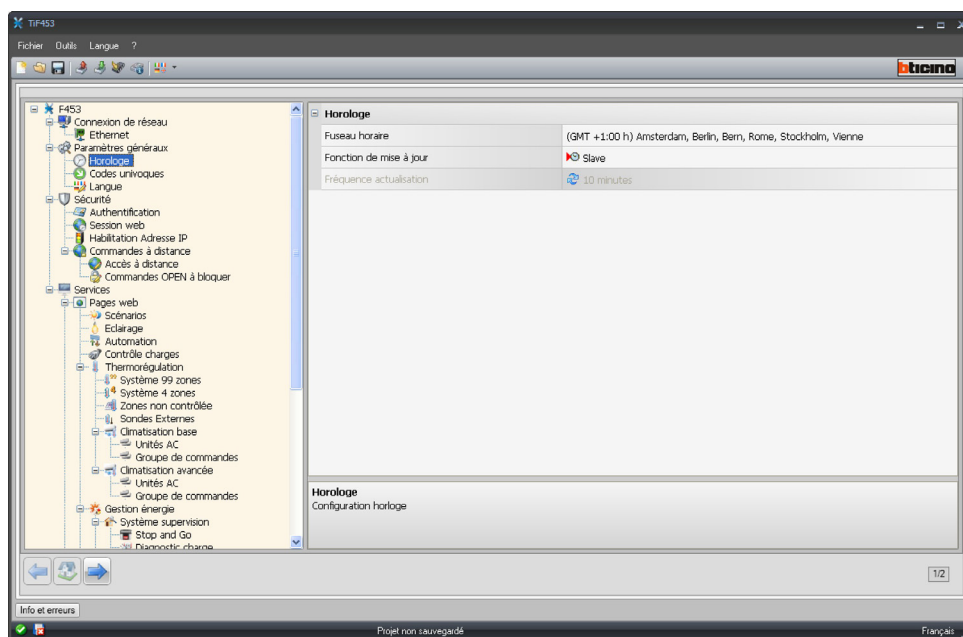 TiF453
Fichier Outils Langue ?
bticino
F453
Connexion de réseau
Ethernet
Paramètres généraux
Horologe
Codes univoques
Langue
Sécurité
Authentification
Session web
Habilitation Adresse IP
Commandes à distance
Accès à distance
Commandes OPEN à bloquer
Services
Pages web
Scénarios
Eclairage
Automation
Contrôle charges
Thermorégulation
Système 99 zones
Système 4 zones
Zones non contrôlée
Sondes Externes
Climatisation base
Unités AC
Groupe de commandes
Climatisation avancée
Unités AC
Groupe de commandes
Gestion énergie
Système supervision
Stop and Go
Diagnostic charge
Horologe
Fuseau horaire (GMT +1:00 h) Amsterdam, Berlin, Bern, Rome, Stockholm, Vienne
Fonction de mise à jour Slave
Fréquence actualisation 10 minutes
Horologe
Configuration horloge
1/2
Info et erreurs
Projet non sauvegardé Français